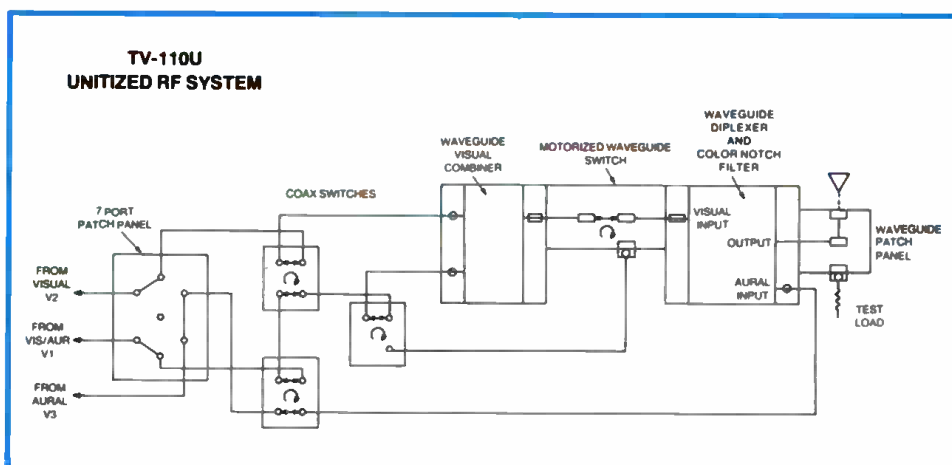 TV-110U
UNITIZED RF SYSTEM
WAVEGUIDE
DIPLEXER
AND
COLOR NOTCH
FILTER
WAVEGUIDE
VISUAL
COMBINER
MOTORIZED WAVEGUIDE
SWITCH
COAX SWITCHES
7 PORT
PATCH PANEL
VISUAL
INPUT
OUTPUT
WAVEGUIDE
PATCH
PANEL
AURAL
INPUT
TEST
LOAD
FROM
VISUAL
V2
FROM
VIS/AUR
V1
FROM
AURAL
V3